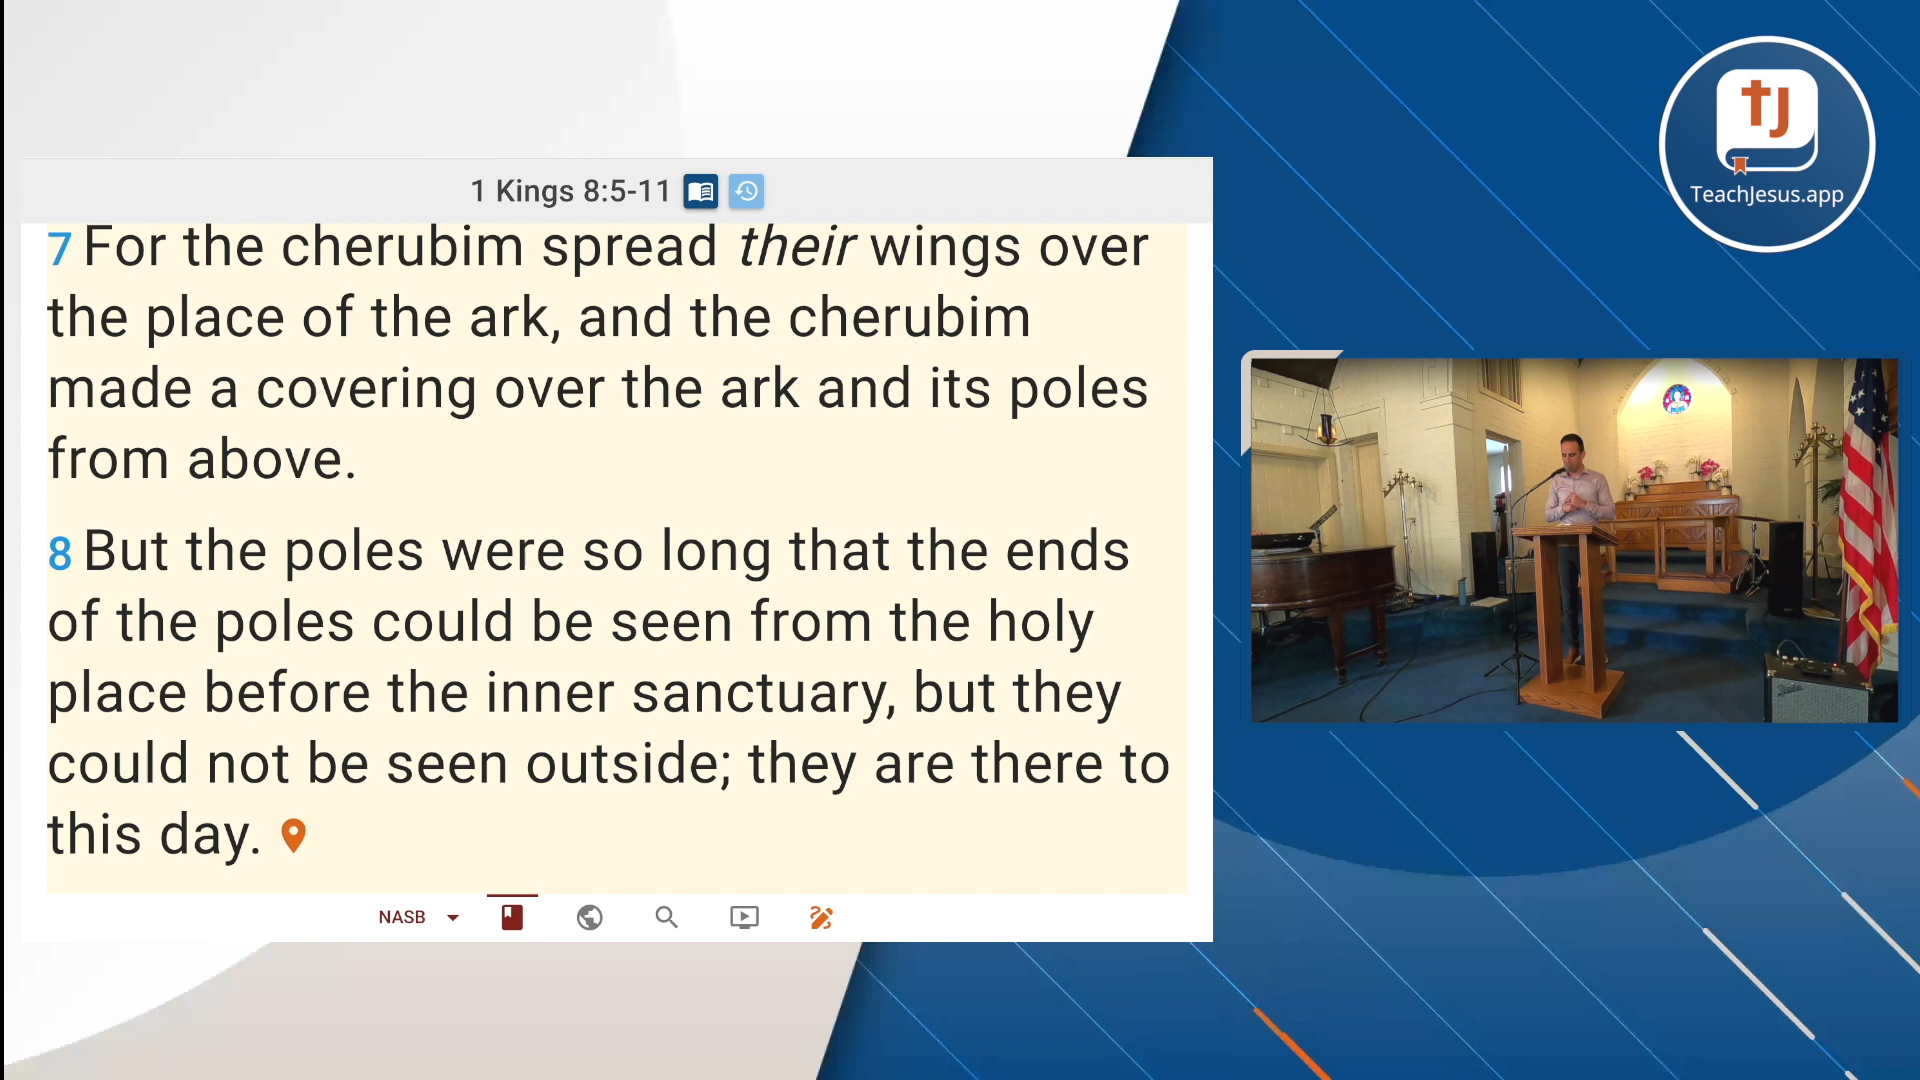 1 Kings 8:5-11
7 For the cherubim spread their wings over
the place of the ark, and the cherubim
made a covering over the ark and its poles
from above.
8 But the poles were so long that the ends
of the poles could be seen from the holy
place before the inner sanctuary, but they
could not be seen outside; they are there to
this day.
NASB
tJ
TeachJesus.app